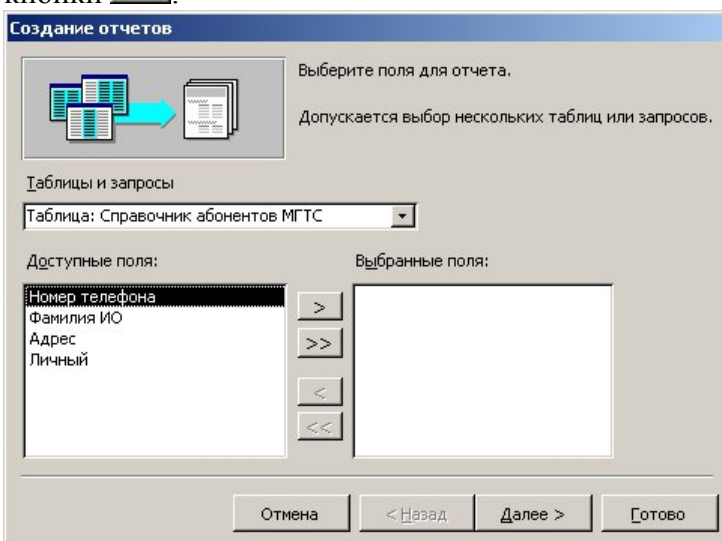 кнопки .
Создание отчетов
Выберите поля для отчета.
Допускается выбор нескольких таблиц или запросов.
Таблицы и запросы
Таблица: Справочник абонентов МГТС
Доступные поля:
Выбранные поля:
Номер телефона
Фамилия ИО
Адрес
Личный
>
>>
<
<<
Отмена
< Назад
Далее >
Готово